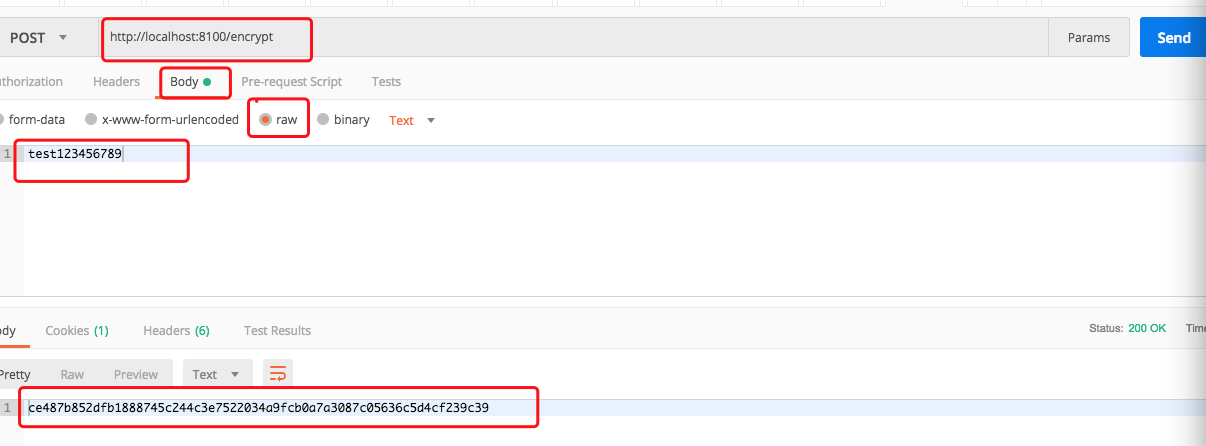 POST http://localhost:8100/encrypt Params Send
uthorization Headers Body Pre-request Script Tests
form-data x-www-form-urlencoded raw binary Text
1 test123456789
ody Cookies (1) Headers (6) Test Results Status: 200 OK Time
Pretty Raw Preview Text
1 ce487b852dfb1888745c244c3e7522034a9fcb0a7a3087c05636c5d4cf239c39